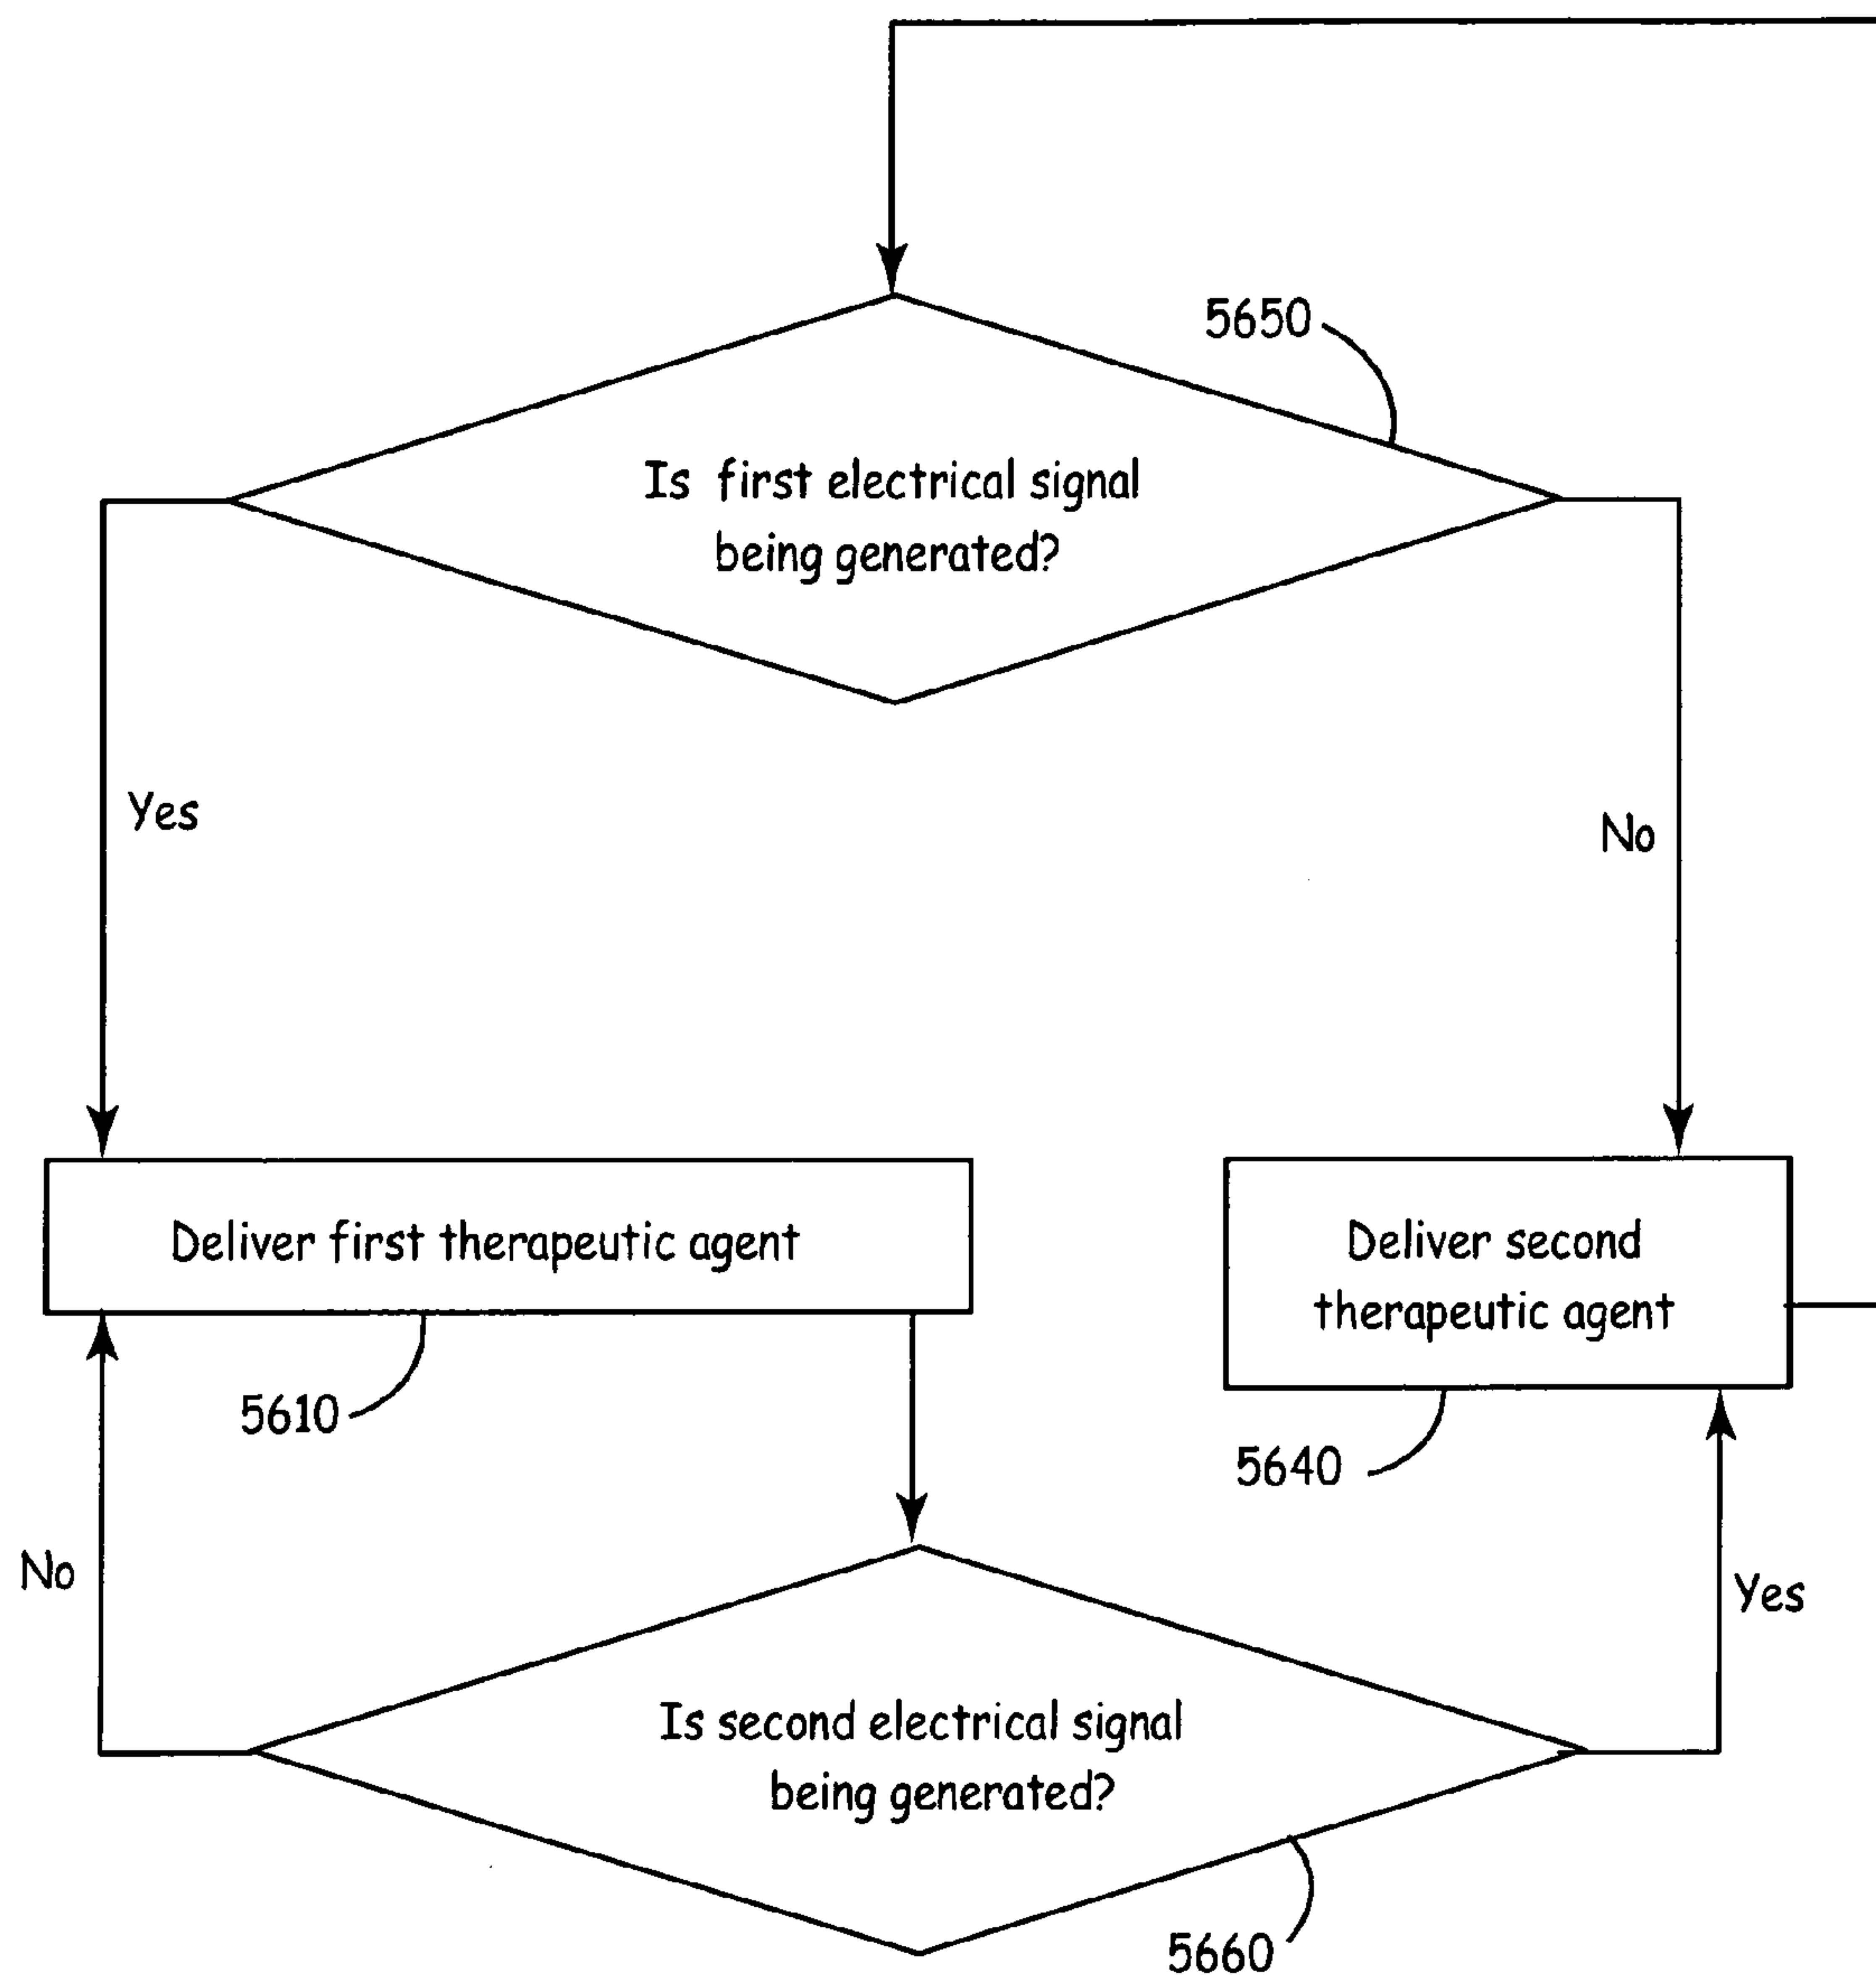 5650
Is first electrical signal
being generated?
Yes
No
Deliver first therapeutic agent
Deliver second
therapeutic agent
5610
5640
No
Yes
Is second electrical signal
being generated?
5660